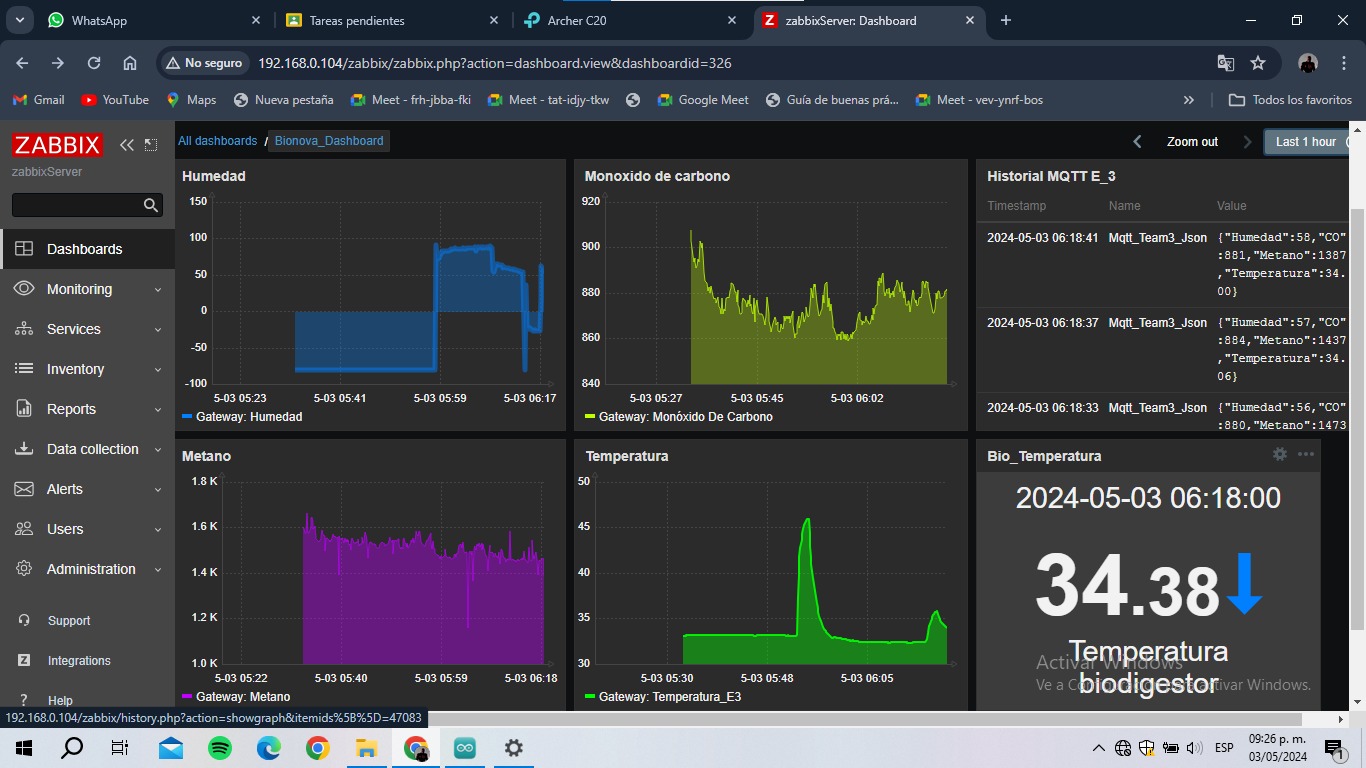 WhatsApp
Tareas pendientes
Archer C20
zabbixServer: Dashboard
No seguro
192.168.0.104/zabbix/zabbix.php?action=dashboard.view&dashboardid=326
Gmail
YouTube
Maps
Nueva pestaña
Meet - frh-jbba-fki
Meet - tat-idjy-tkw
Google Meet
Guía de buenas prá...
Meet - vev-ynrf-bos
»
Todos los favoritos
ZABBIX
zabbixServer
Dashboards
Monitoring
Services
Inventory
Reports
Data collection
Alerts
Users
Administration
Support
Integrations
Help
All dashboards / Bionova_Dashboard
Zoom out
Last 1 hour
Humedad
150
100
50
0
-50
-100
5-03 05:23 5-03 05:41 5-03 05:59 5-03 06:17
Gateway: Humedad
Monoxido de carbono
920
900
880
860
840
5-03 05:27 5-03 05:45 5-03 06:02
Gateway: Monóxido De Carbono
Historial MQTT E_3
Timestamp Name Value
2024-05-03 06:18:41 Mqtt_Team3_Json {"Humedad":58,"CO"
:881,"Metano":1387
,"Temperatura":34.
00}
2024-05-03 06:18:37 Mqtt_Team3_Json {"Humedad":57,"CO"
:884,"Metano":1437
,"Temperatura":34.
06}
2024-05-03 06:18:33 Mqtt_Team3_Json {"Humedad":56,"CO"
:880,"Metano":1473
Metano
1.8 K
1.6 K
1.4 K
1.2 K
1.0 K
5-03 05:22 5-03 05:40 5-03 05:59 5-03 06:18
Gateway: Metano
Temperatura
50
45
40
35
30
5-03 05:30 5-03 05:48 5-03 06:05
Gateway: Temperatura_E3
Bio_Temperatura
2024-05-03 06:18:00
34.38
Temperatura
biodigestor
Activar Windows
activar Windows.
192.168.0.104/zabbix/history.php?action=showgraph&itemids%5B%5D=47083
ESP
09:26 p. m.
03/05/2024
1